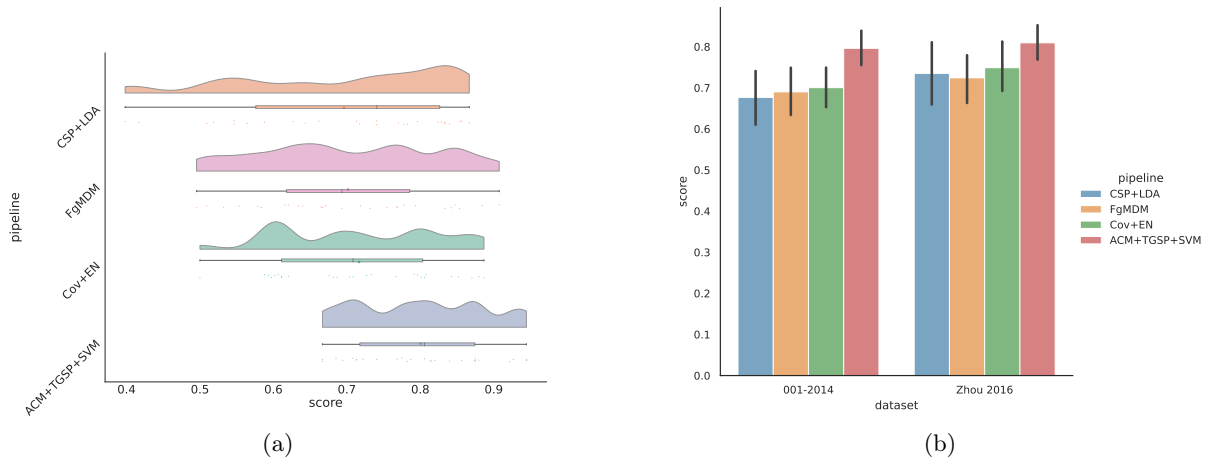 pipeline
CSP+LDA
FgMDM
Cov+EN
ACM+TGSP+SVM
0.4 0.5 0.6 0.7 0.8 0.9
score
(a)
score
0.8
0.7
0.6
0.5
0.4
0.3
0.2
0.1
0.0
001-2014 Zhou 2016
dataset
pipeline
CSP+LDA
FgMDM
Cov+EN
ACM+TGSP+SVM
(b)